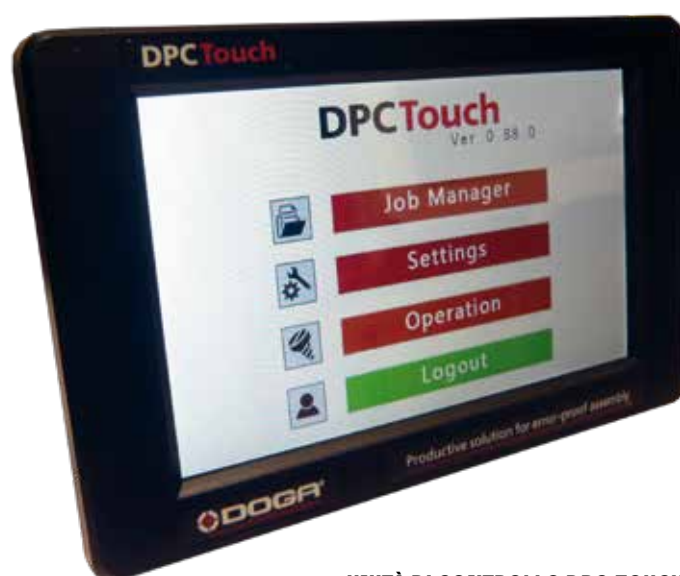 DPCTouch
DPCTouch
Ver 0 88 0
Job Manager
Settings
Operation
Logout
Productive solution for error-proof assembly
DOGA